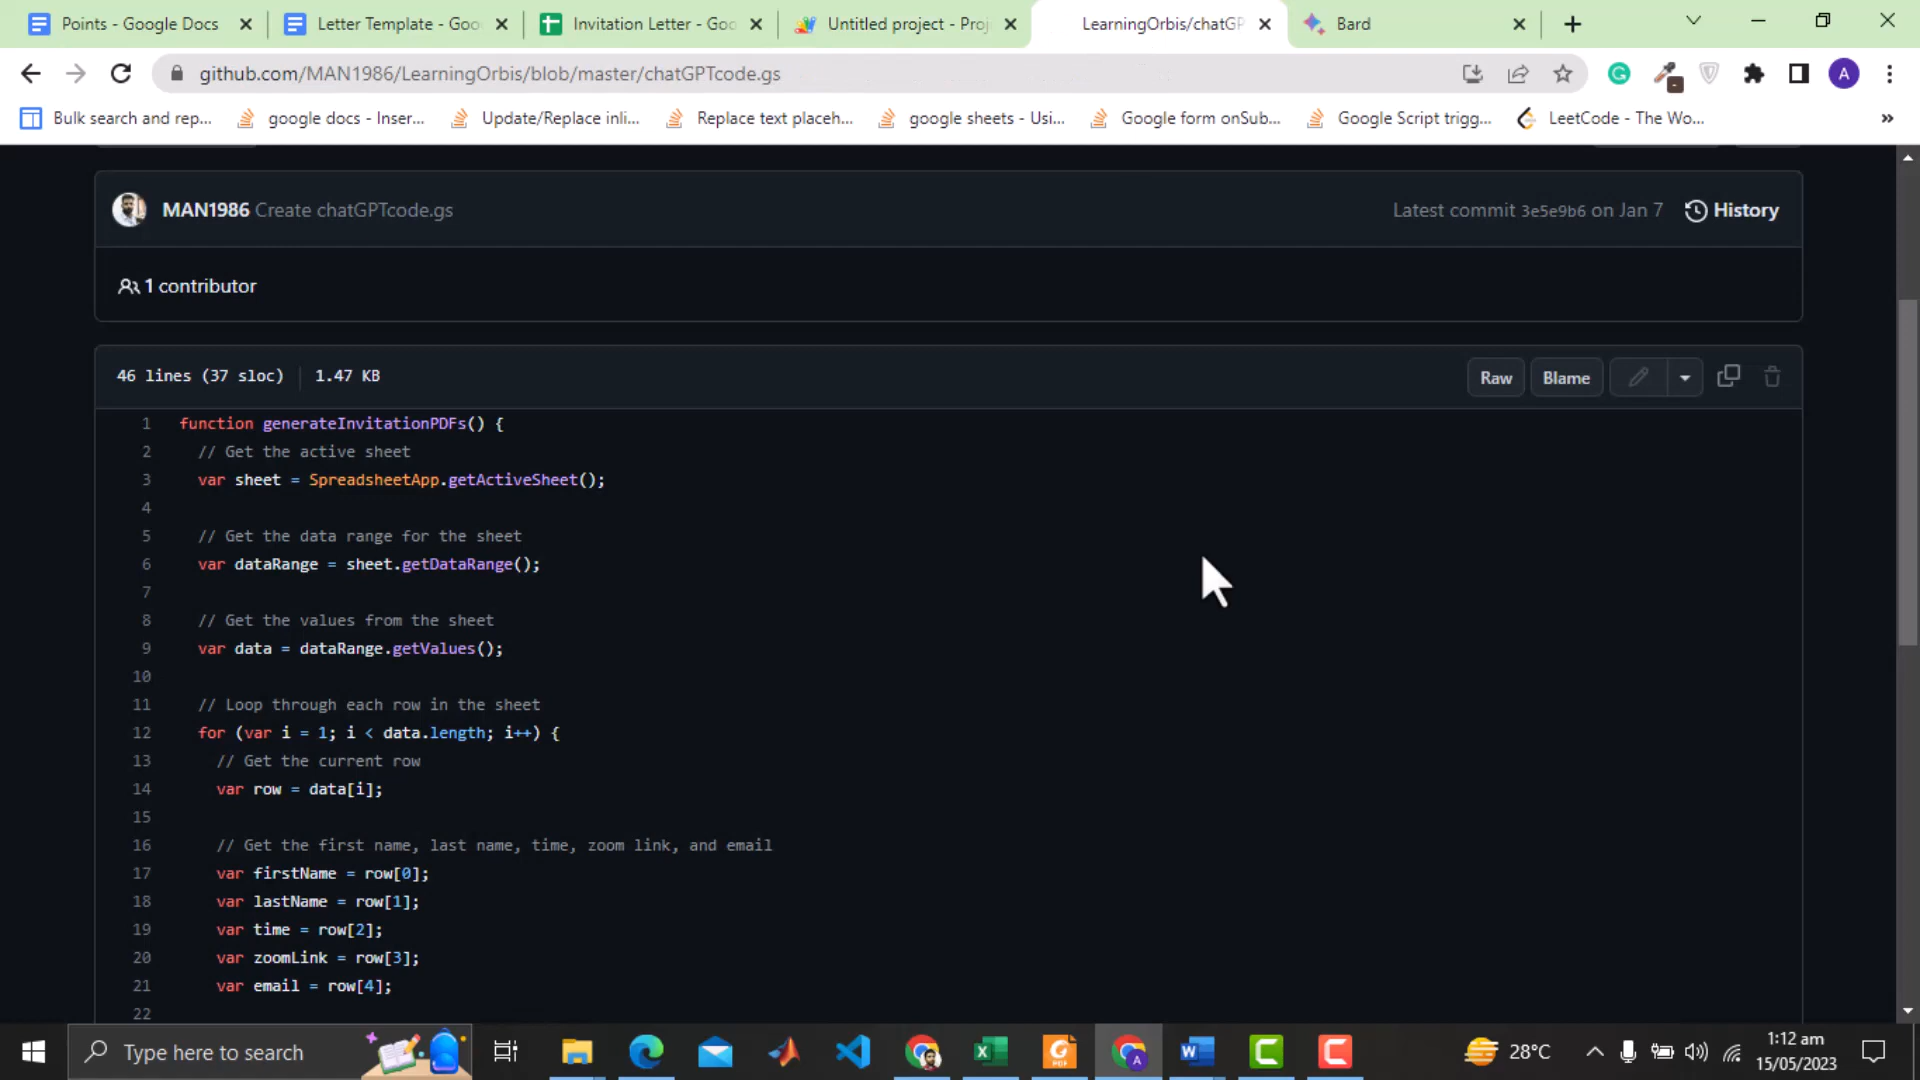 Points - Google Docs
Letter Template - Goo
Invitation Letter - Goo
Untitled project - Proj
LearningOrbis/chatGP
Bard
github.com/MAN1986/LearningOrbis/blob/master/chatGPTcode.gs
A
Bulk search and rep...
google docs - Inser...
Update/Replace inli...
Replace text placeh...
google sheets - Usi...
Google form onSub...
Google Script trigg...
LeetCode - The Wo...
»
MAN1986 Create chatGPTcode.gs
Latest commit 3e5e9b6 on Jan 7
History
1 contributor
46 lines (37 sloc) | 1.47 KB
Raw
Blame
1 function generateInvitationPDFs() {
2 // Get the active sheet
3 var sheet = SpreadsheetApp.getActiveSheet();
4
5 // Get the data range for the sheet
6 var dataRange = sheet.getDataRange();
7
8 // Get the values from the sheet
9 var data = dataRange.getValues();
10
11 // Loop through each row in the sheet
12 for (var i = 1; i < data.length; i++) {
13 // Get the current row
14 var row = data[i];
15
16 // Get the first name, last name, time, zoom link, and email
17 var firstName = row[0];
18 var lastName = row[1];
19 var time = row[2];
20 var zoomLink = row[3];
21 var email = row[4];
22
Type here to search
28°C
1:12 am
15/05/2023